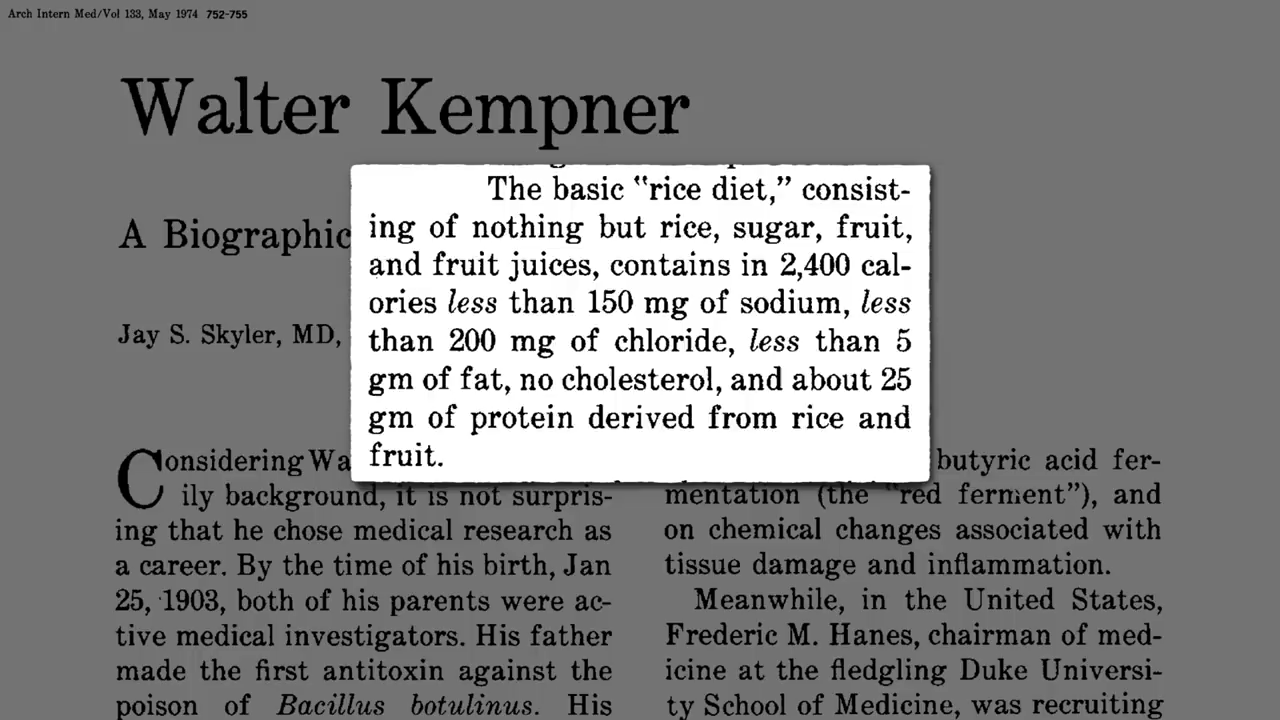 Arch Intern Med/Vol 133, May 1974 752-755
Walter Kempner
The basic "rice diet," consist-
ing of nothing but rice, sugar, fruit,
and fruit juices, contains in 2,400 cal-
ories less than 150 mg of sodium, less
than 200 mg of chloride, less than 5
gm of fat, no cholesterol, and about 25
gm of protein derived from rice and
fruit.
A Biographic
Jay S. Skyler, MD,
Considering Wa
ily background, it is not surpris-
ing that he chose medical research as
a career. By the time of his birth, Jan
25, 1903, both of his parents were ac-
tive medical investigators. His father
made the first antitoxin against the
poison of Bacillus botulinus. His
butyric acid fer-
mentation (the "red ferment"), and
on chemical changes associated with
tissue damage and inflammation.
Meanwhile, in the United States,
Frederic M. Hanes, chairman of med-
icine at the fledgling Duke Universi-
ty School of Medicine, was recruiting